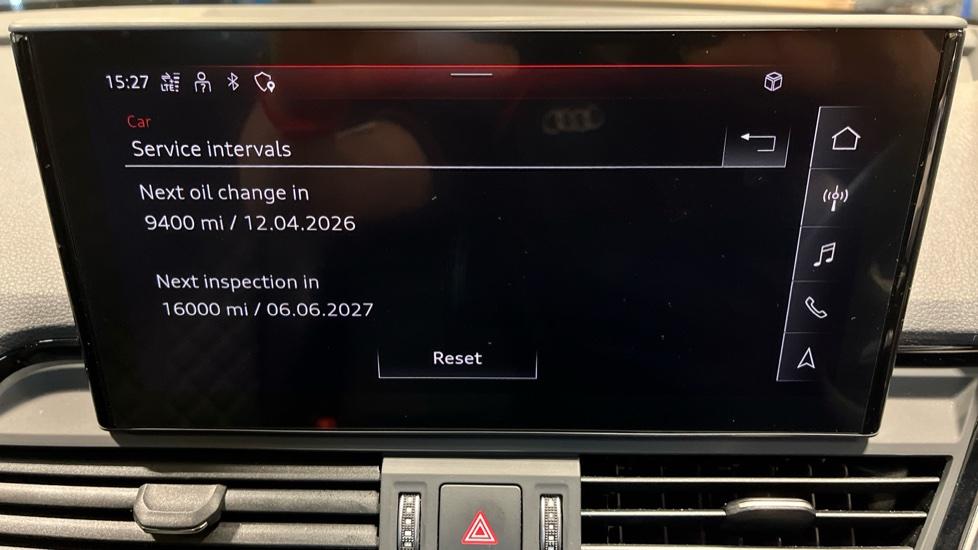 15:27 LTE
Car
Service intervals
Next oil change in
9400 mi / 12.04.2026
Next inspection in
16000 mi / 06.06.2027
Reset